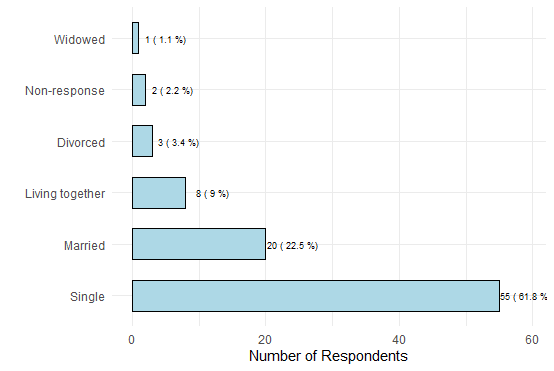 Widowed 1 ( 1.1 %)
Non-response 2 ( 2.2 %)
Divorced 3 ( 3.4 %)
Living together 8 ( 9 %)
Married 20 ( 22.5 %)
Single 55 ( 61.8 %
0 20 40 60
Number of Respondents